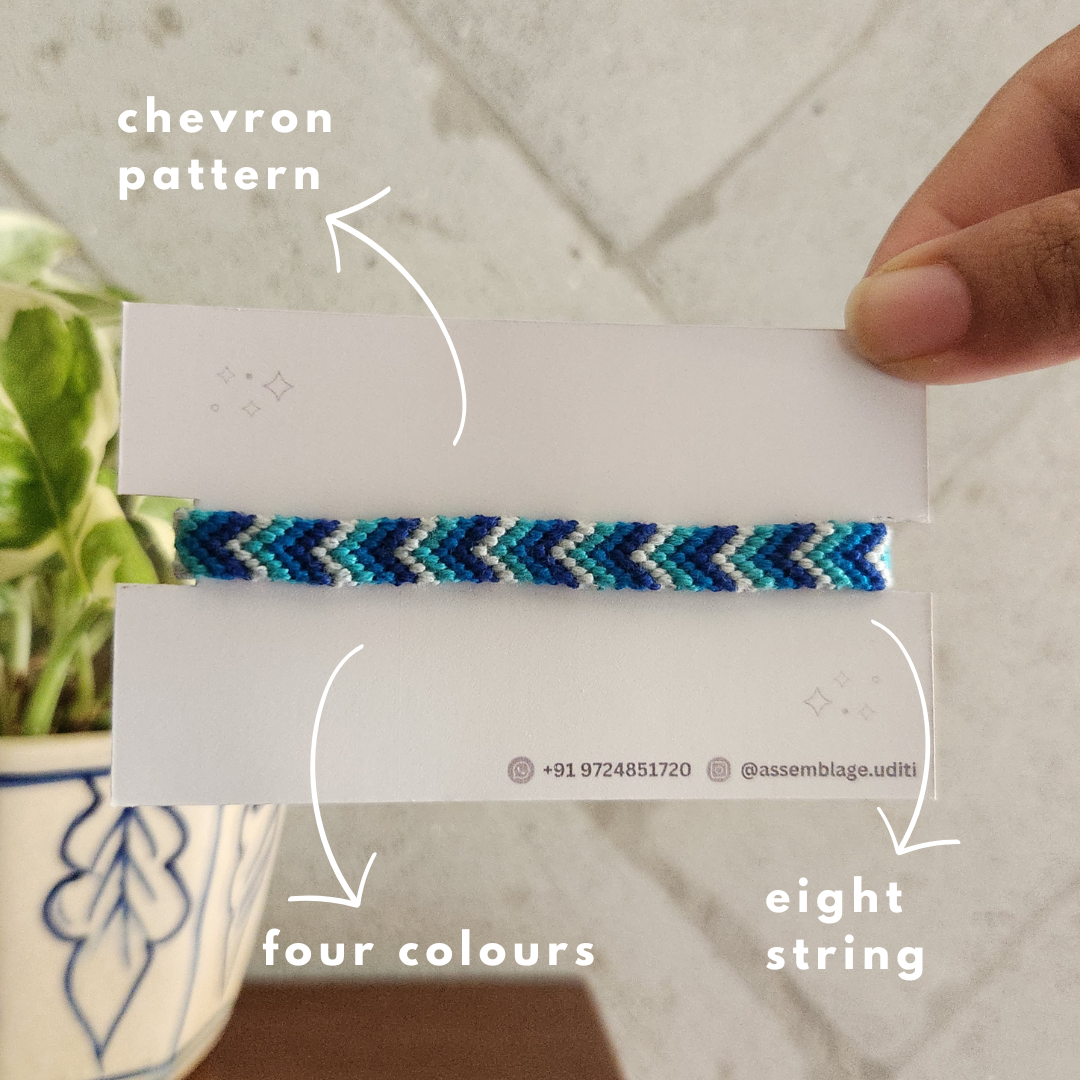 chevron
pattern
+91 9724851720 @assemblage.uditi
four colours
eight
string